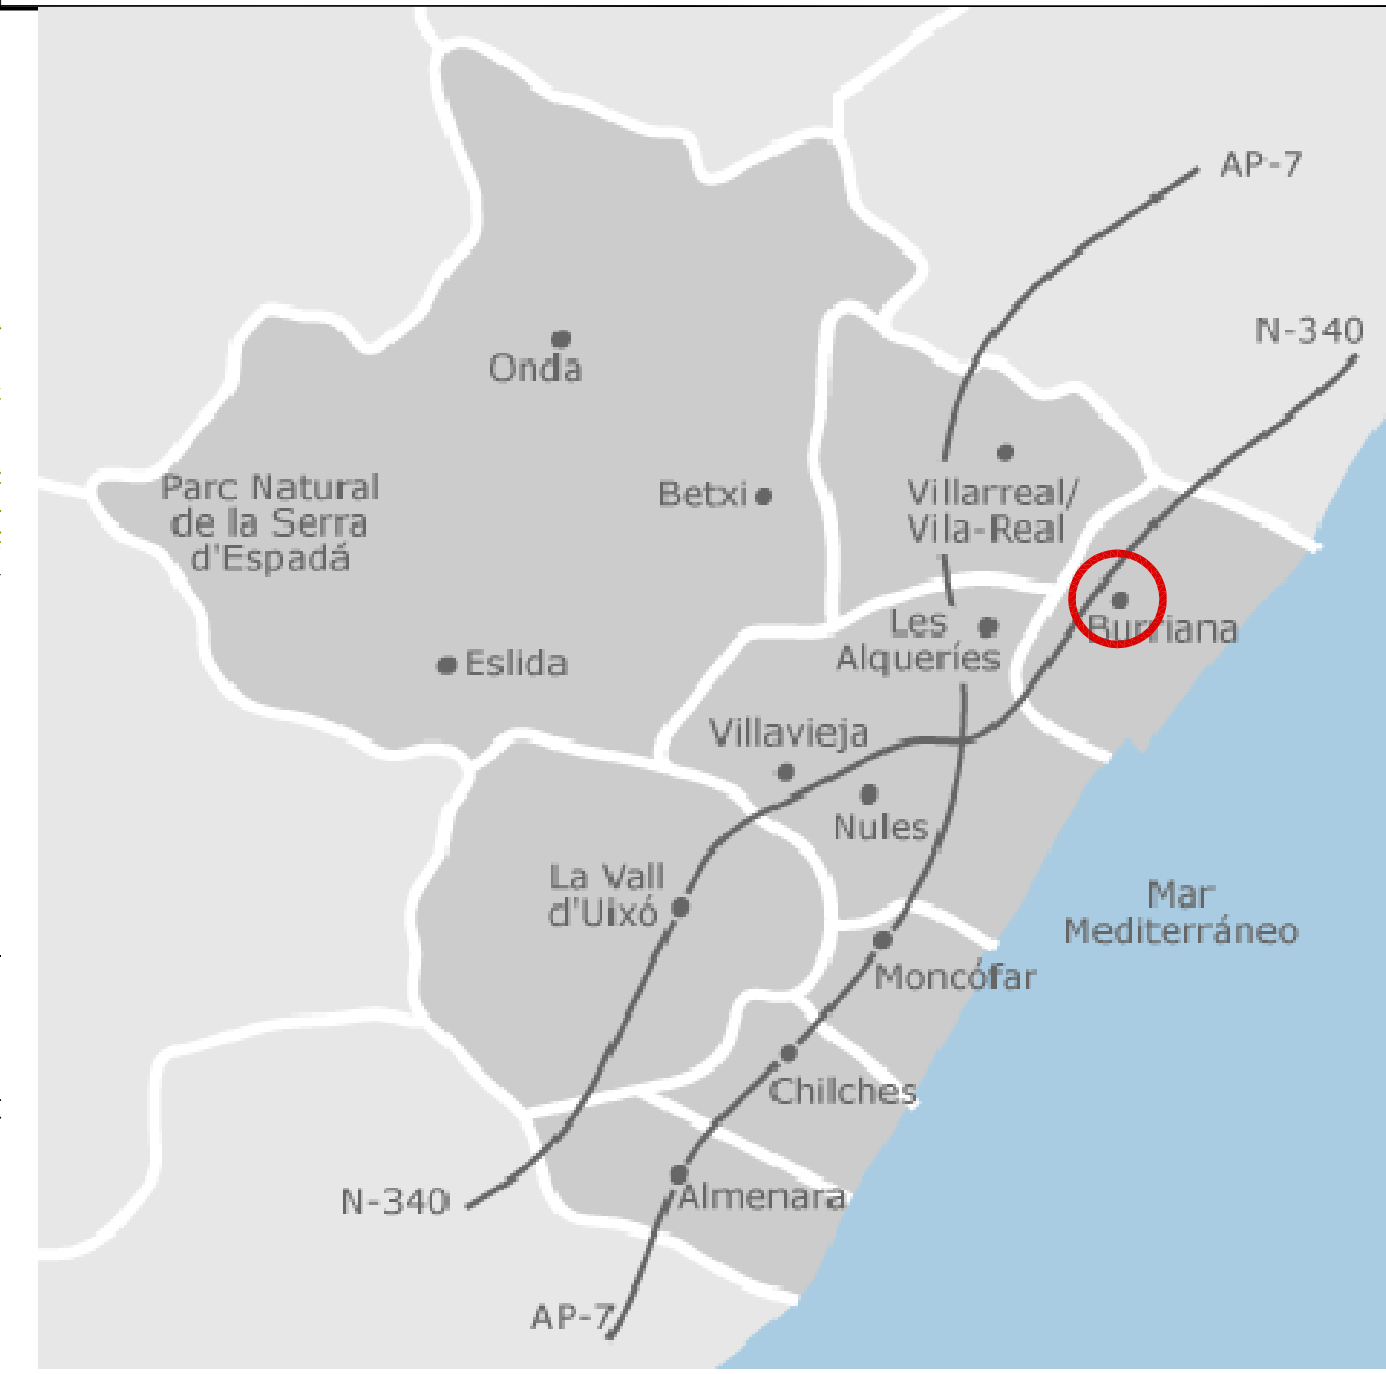 AP-7
N-340
Onda
Parc Natural
de la Serra
d'Espadá
Betxi
Villarreal/
Vila-Real
Burriana
Les
Alqueríes
Eslida
Villavieja
Nules
La Vall
d'Uixó
Mar
Mediterráneo
Moncófar
Chilches
Almenara
N-340
AP-7